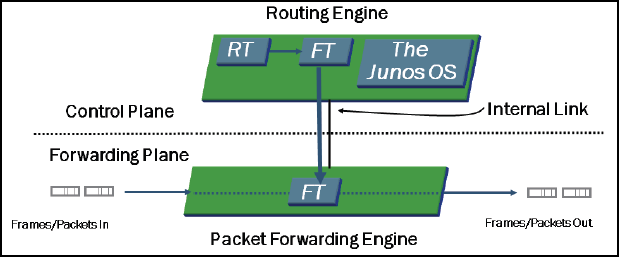 Routing Engine
RT
FT
The
Junos OS
Control Plane
Internal Link
Forwarding Plane
FT
Frames/Packets In
Frames/Packets Out
Packet Forwarding Engine